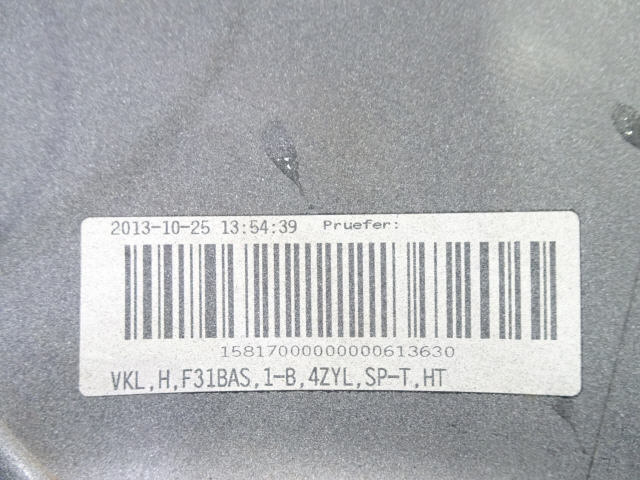 2013-10-25 13:54:39 Pruefer:
15817000000000613630
VKL,H,F31BAS,1-B,4ZYL,SP-T,HT